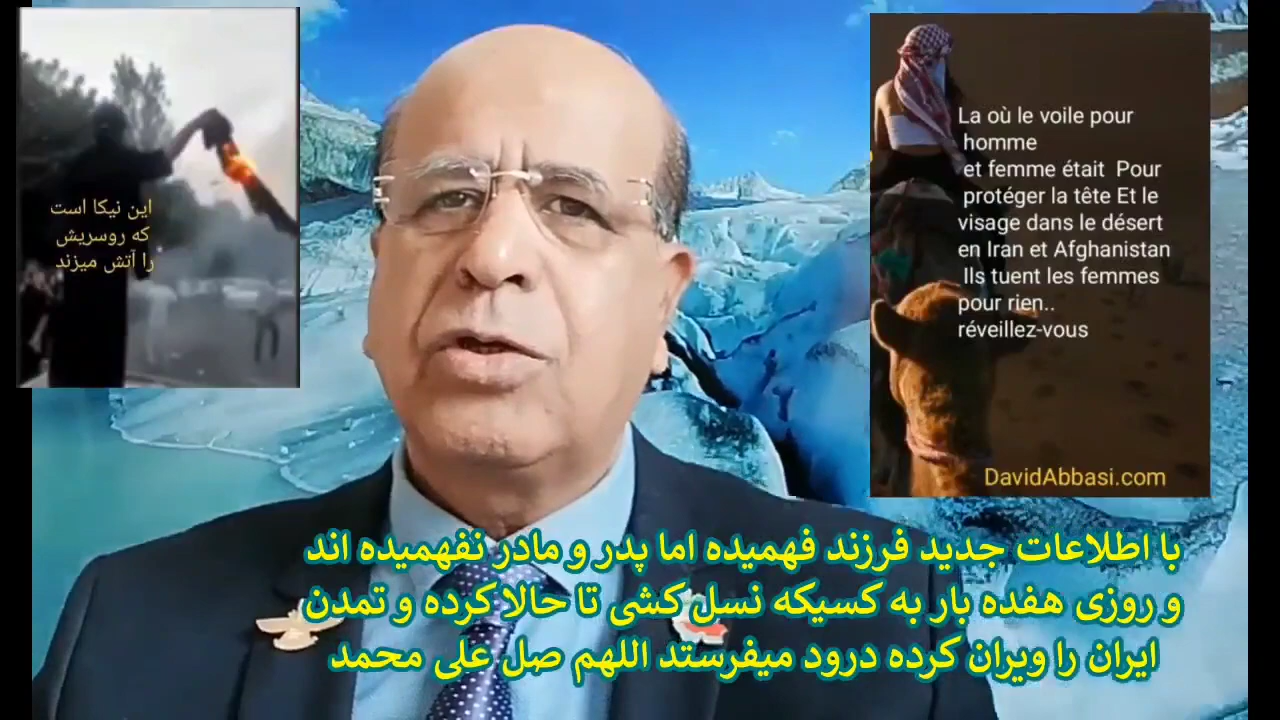 این نیکا است
که روسریش
را آتش میزند
La où le voile pour
homme
et femme était Pour
protéger la tête Et le
visage dans le désert
en Iran et Afghanistan
Ils tuent les femmes
pour rien..
réveillez-vous
DavidAbbasi.com
با اطلاعات جدید فرزند فهمیده اما پدر و مادر نفهمیده اند
و روزی هفده بار به کسیکه نسل کشی تا حالا کرده و تمدن
ایران را ویران کرده درود میفرستد اللهم صل علی محمد